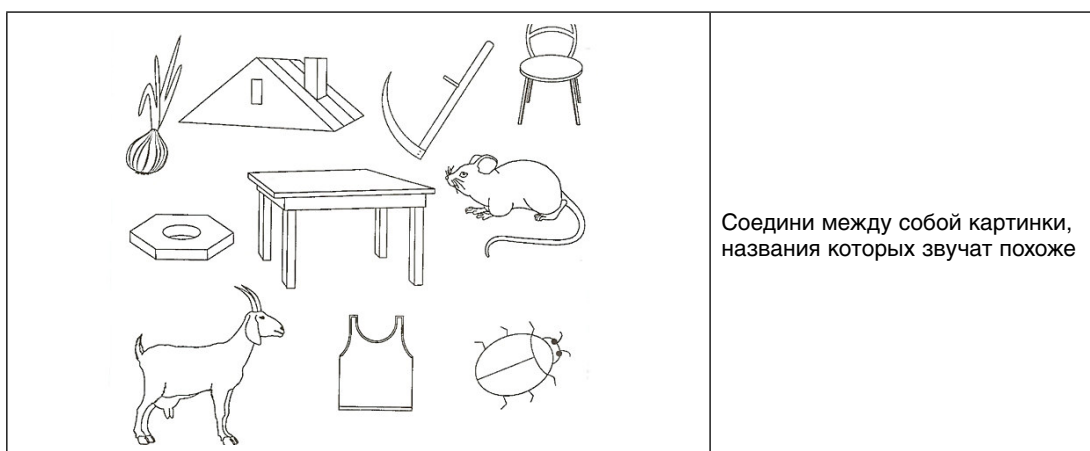 Соедини между собой картинки,
названия которых звучат похоже